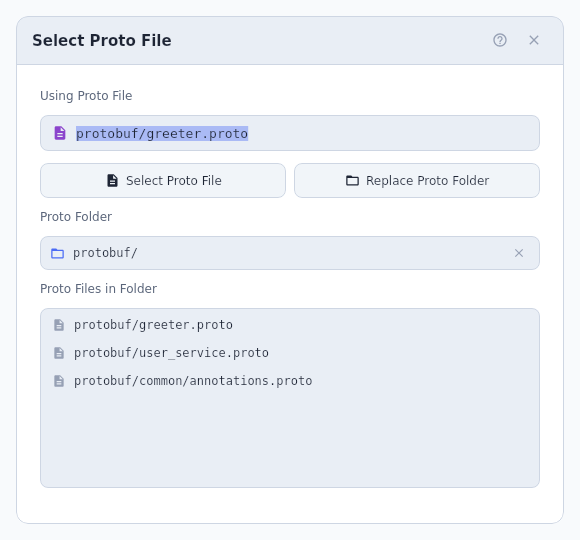 Select Proto File
Using Proto File
protobuf/greeter.proto
Select Proto File
Replace Proto Folder
Proto Folder
protobuf/
Proto Files in Folder
protobuf/greeter.proto
protobuf/user_service.proto
protobuf/common/annotations.proto